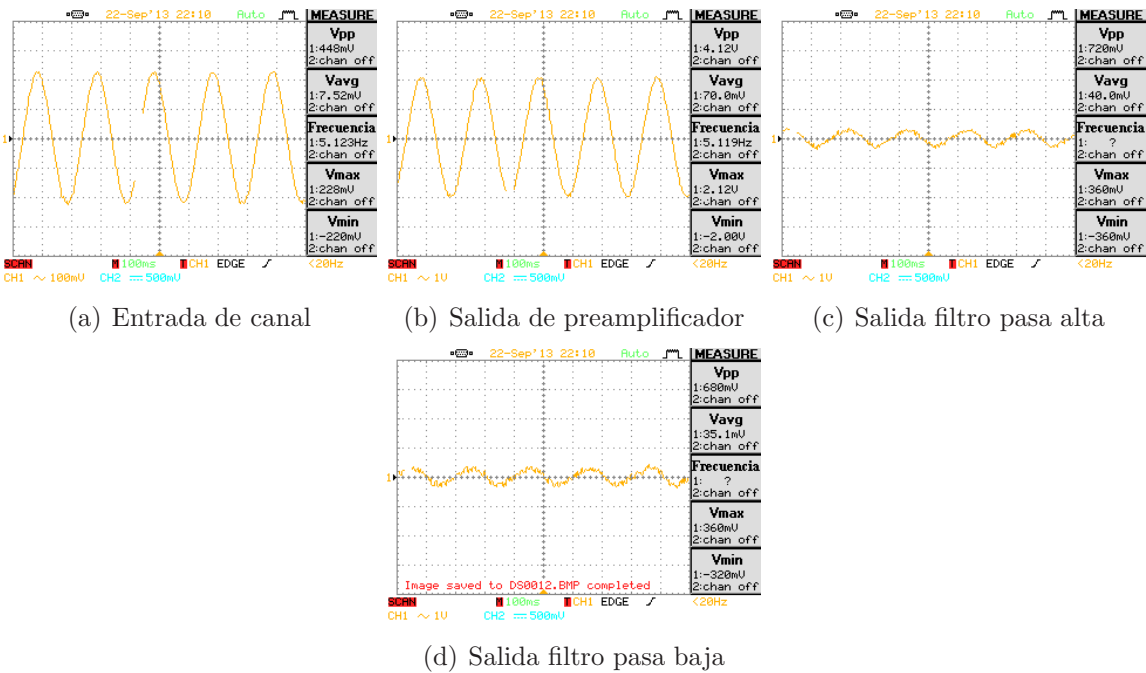 22-Sep'13 22:10 Auto MEASURE
Vpp
1:448mV
2:chan off
Vavg
1:7.52mV
2:chan off
Frecuencia
1:5.123Hz
2:chan off
Vmax
1:228mV
2:chan off
Vmin
1:-220mV
2:chan off
1
SCAN M 100ms T CH1 EDGE <20Hz
CH1 ~ 100mV CH2 500mV
(a) Entrada de canal
22-Sep'13 22:10 Auto MEASURE
Vpp
1:4.12V
2:chan off
Vavg
1:70.0mV
2:chan off
Frecuencia
1:5.119Hz
2:chan off
Vmax
1:2.12V
2:chan off
Vmin
1:-2.00V
2:chan off
1
SCAN M 100ms T CH1 EDGE <20Hz
CH1 ~ 1V CH2 500mV
(b) Salida de preamplificador
22-Sep'13 22:10 Auto MEASURE
Vpp
1:720mV
2:chan off
Vavg
1:40.0mV
2:chan off
Frecuencia
1: ?
2:chan off
Vmax
1:360mV
2:chan off
Vmin
1:-360mV
2:chan off
1
SCAN M 100ms T CH1 EDGE <20Hz
CH1 ~ 1V CH2 500mV
(c) Salida filtro pasa alta
22-Sep'13 22:10 Auto MEASURE
Vpp
1:680mV
2:chan off
Vavg
1:35.1mV
2:chan off
Frecuencia
1: ?
2:chan off
Vmax
1:360mV
2:chan off
Vmin
1:-320mV
2:chan off
1
Image saved to DS0012.BMP completed
SCAN M 100ms T CH1 EDGE <20Hz
CH1 ~ 1V CH2 500mV
(d) Salida filtro pasa baja